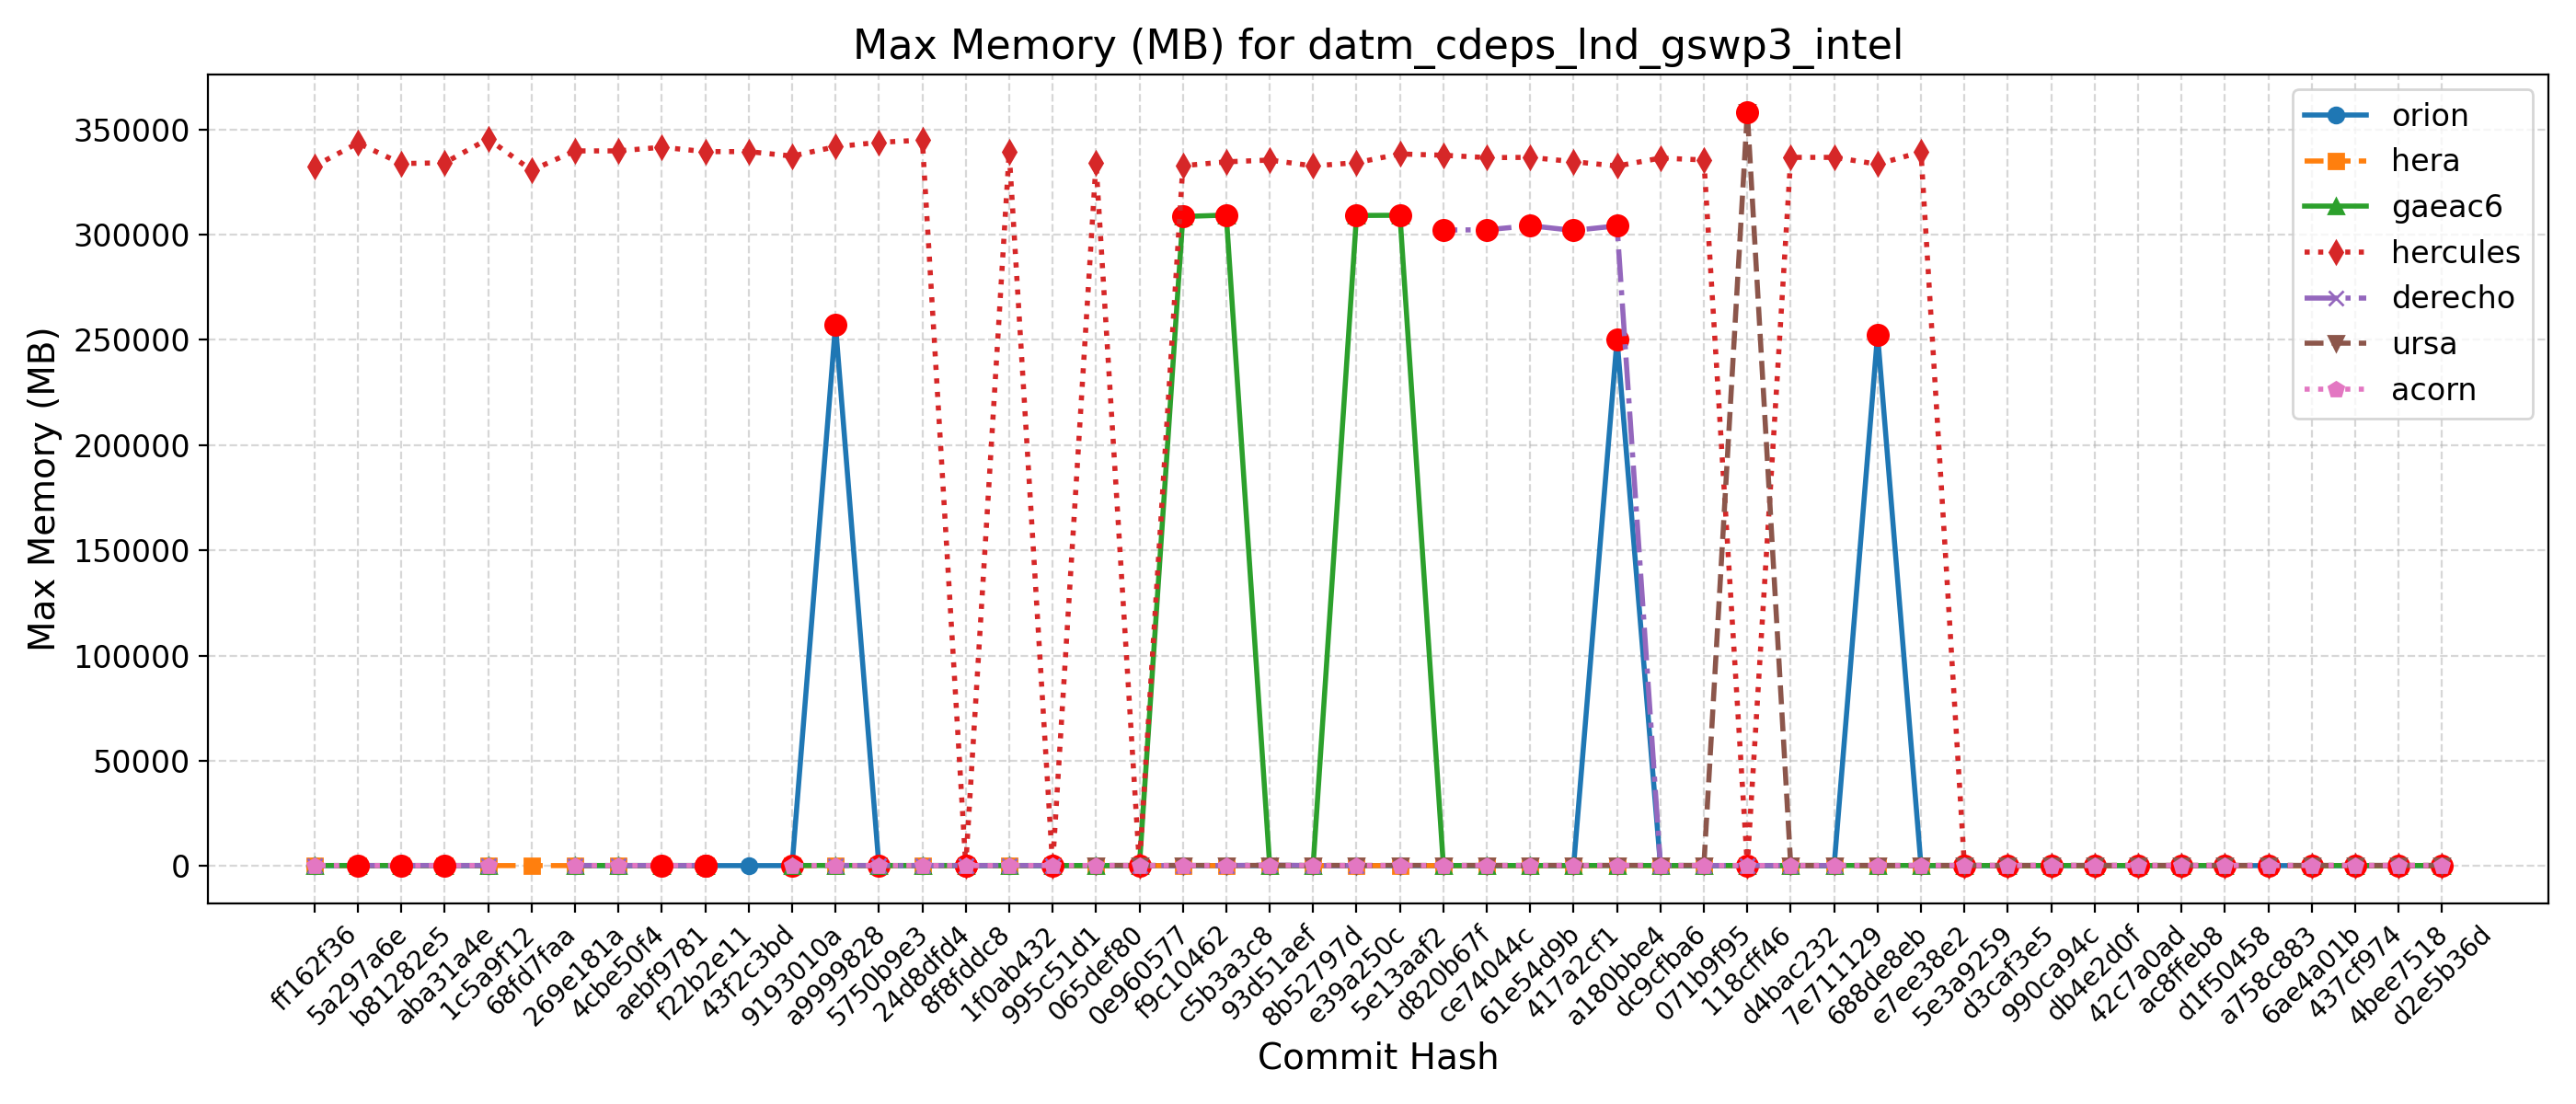 Max Memory (MB) for datm_cdeps_lnd_gswp3_intel
Max Memory (MB)
350000
300000
250000
200000
150000
100000
50000
0
orion
hera
gaeac6
hercules
derecho
ursa
acorn
ff162f36
5a297a6e
b81282e5
aba31a4e
1c5a9f12
68fd7faa
269e181a
4cbe50f4
aebf9781
f22b2e11
43f2c3bd
9193010a
a9999828
5750b9e3
24d8dfd4
8f8fddc8
1f0ab432
995c51d1
065def80
0e960577
f9c10462
c5b3a3c8
93d51aef
8b52797d
e39a250c
5e13aaf2
d820b67f
ce74044c
61e54d9b
417a2cf1
a180bbe4
dc9cfba6
071b9f95
118cff46
d4bac232
7e711129
688de8eb
e7ee38e2
5e3a9259
d3caf3e5
990ca94c
db4e2d0f
42c7a0ad
ac8ffeb8
d1f50458
a758c883
6ae4a01b
437cf974
4bee7518
d2e5b36d
Commit Hash